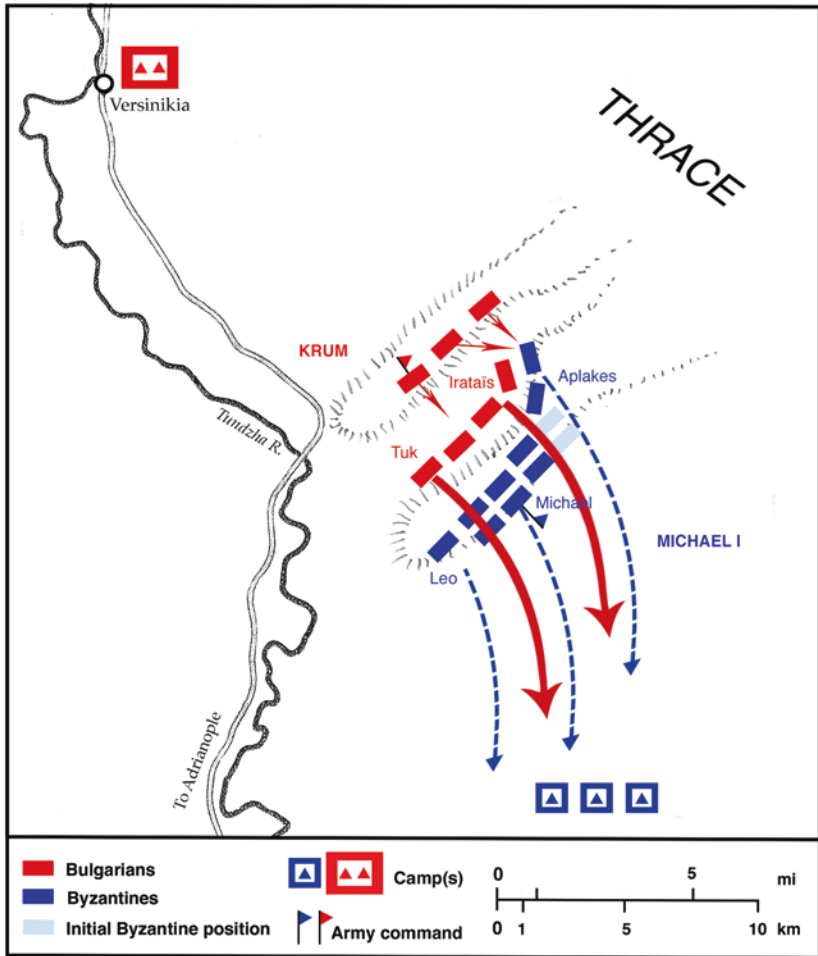 Versinikia
THRACE
KRUM
Irataïs
Aplakes
Tundzha R.
Tuk
Michael
MICHAEL I
Leo
To Adrianople
Bulgarians
Byzantines
Initial Byzantine position
Camp(s)
Army command
0 5 mi
0 1 5 10 km